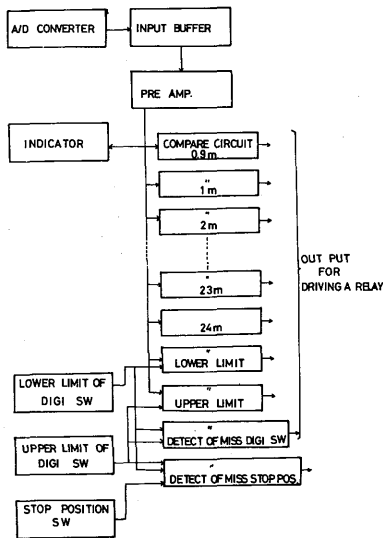 A/D CONVERTER
INPUT BUFFER
PRE AMP.
INDICATOR
COMPARE CIRCUIT
0.9m
"
1m
"
2m
"
23m
24m
"
LOWER LIMIT
"
UPPER LIMIT
"
DETECT OF MISS DIGI SW
"
DETECT OF MISS STOP POS.
OUT PUT
FOR
DRIVING A RELAY
LOWER LIMIT OF
DIGI SW
UPPER LIMIT OF
DIGI SW
STOP POSITION
SW